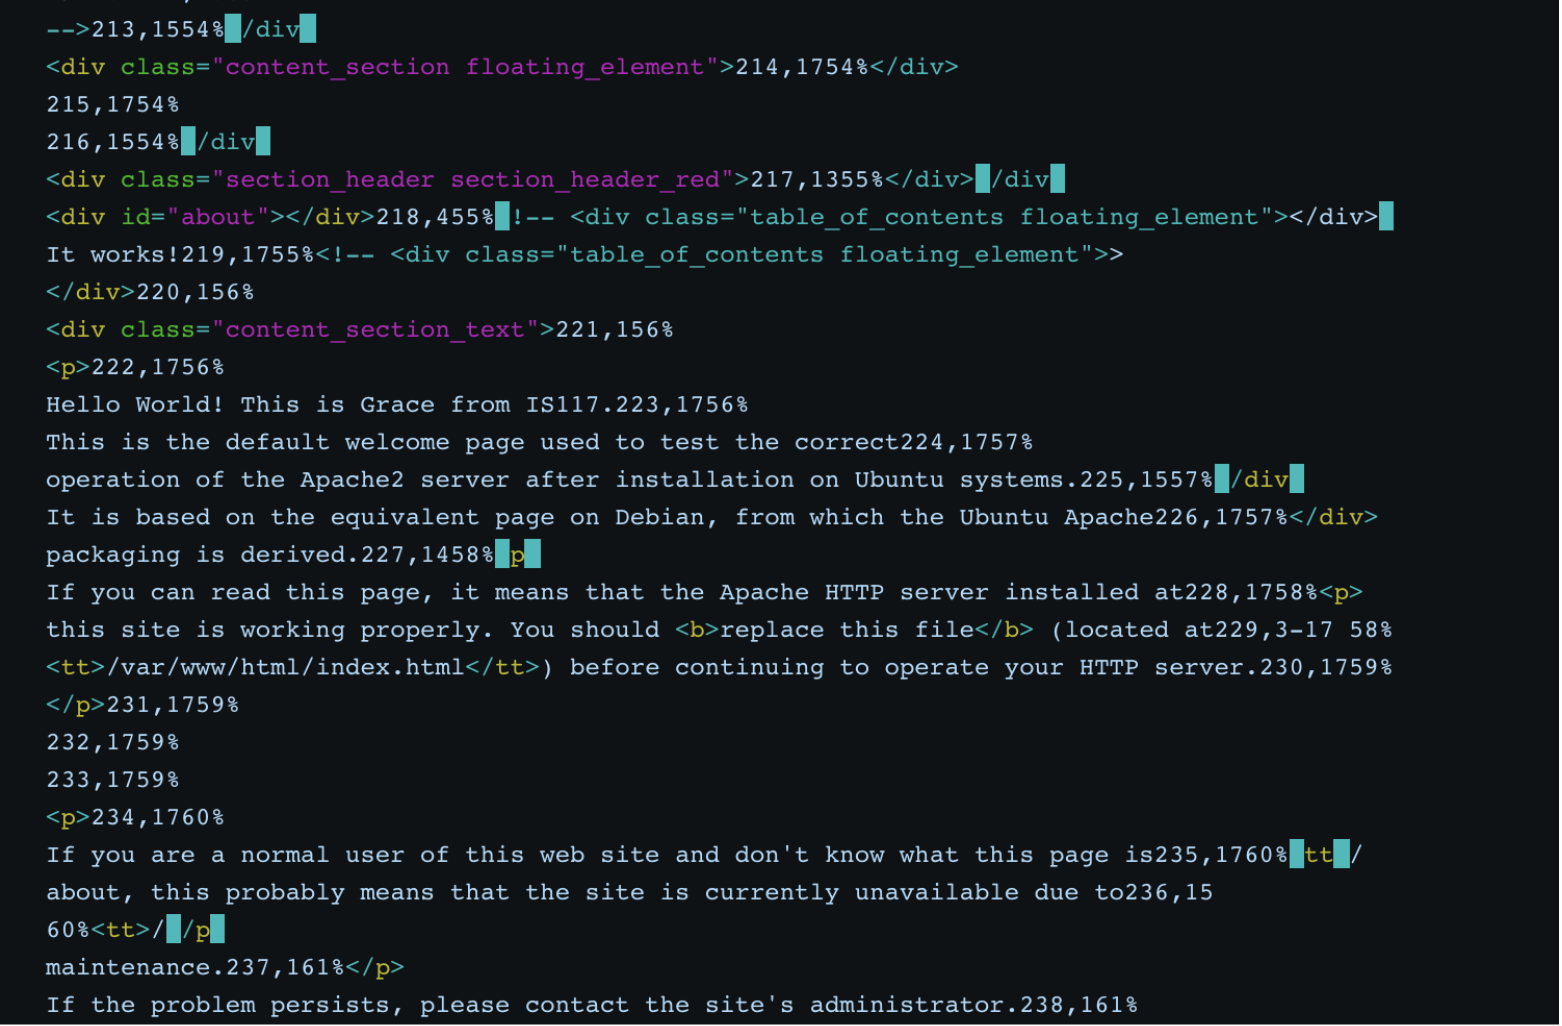 -->213,1554% /div
<div class="content_section floating_element">214,1754%</div>
215,1754%
216,1554% /div
<div class="section_header section_header_red">217,1355%</div> /div
<div id="about"></div>218,455% !-- <div class="table_of_contents floating_element"></div>
It works!219,1755%<!-- <div class="table_of_contents floating_element">>
</div>220,156%
<div class="content_section_text">221,156%
<p>222,1756%
Hello World! This is Grace from IS117.223,1756%
This is the default welcome page used to test the correct224,1757%
operation of the Apache2 server after installation on Ubuntu systems.225,1557% /div
It is based on the equivalent page on Debian, from which the Ubuntu Apache226,1757%</div>
packaging is derived.227,1458% p
If you can read this page, it means that the Apache HTTP server installed at228,1758%<p>
this site is working properly. You should <b>replace this file</b> (located at229,3-17 58%
<tt>/var/www/html/index.html</tt>) before continuing to operate your HTTP server.230,1759%
</p>231,1759%
232,1759%
233,1759%
<p>234,1760%
If you are a normal user of this web site and don't know what this page is235,1760% tt /
about, this probably means that the site is currently unavailable due to236,15
60%<tt>/ /p
maintenance.237,161%</p>
If the problem persists, please contact the site's administrator.238,161%